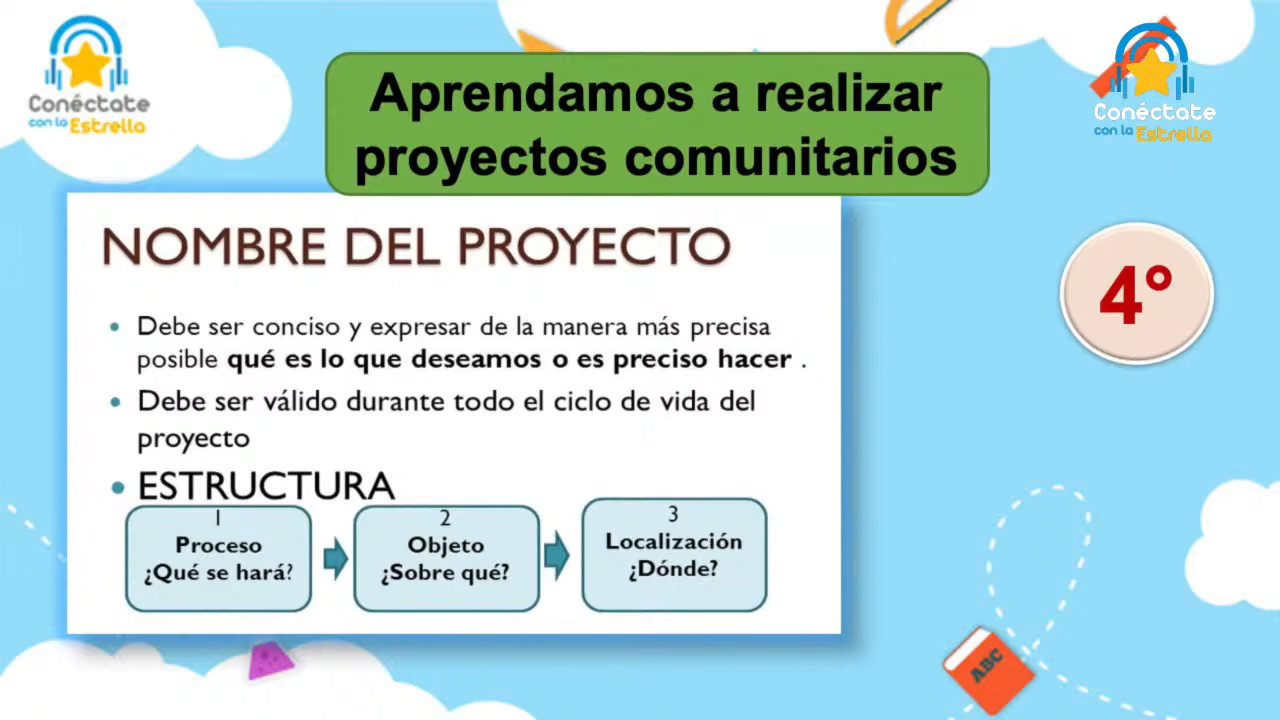 Conéctate
con la Estrella
Aprendamos a realizar
proyectos comunitarios
Conéctate
con la Estrella
NOMBRE DEL PROYECTO
4°
• Debe ser conciso y expresar de la manera más precisa
posible qué es lo que deseamos o es preciso hacer .
• Debe ser válido durante todo el ciclo de vida del
proyecto
• ESTRUCTURA
1
Proceso
¿Qué se hará?
2
Objeto
¿Sobre qué?
3
Localización
¿Dónde?
ABC